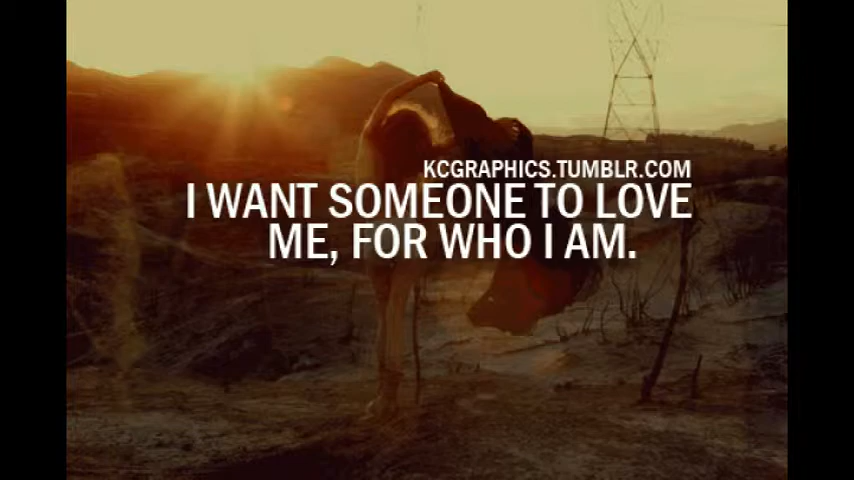 KCGRAPHICS.TUMBLR.COM
I WANT SOMEONE TO LOVE
ME, FOR WHO I AM.